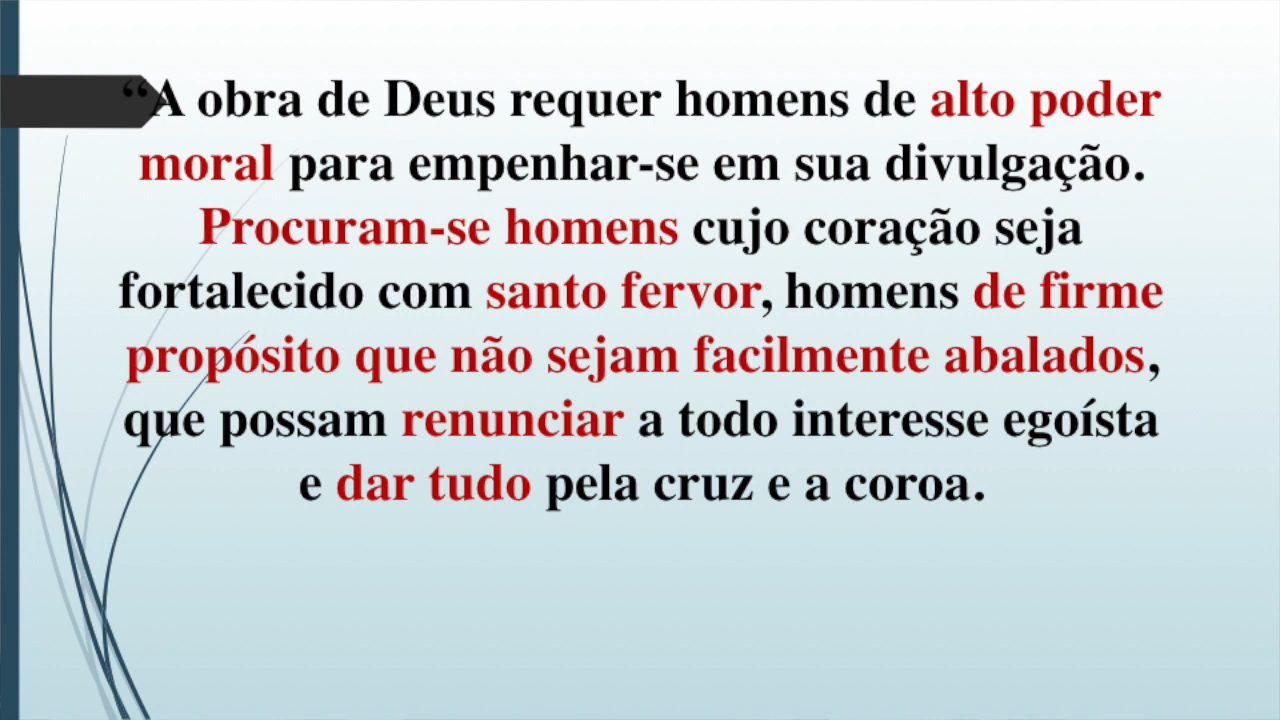 “A obra de Deus requer homens de alto poder
moral para empenhar-se em sua divulgação.
Procuram-se homens cujo coração seja
fortalecido com santo fervor, homens de firme
propósito que não sejam facilmente abalados,
que possam renunciar a todo interesse egoísta
e dar tudo pela cruz e a coroa.